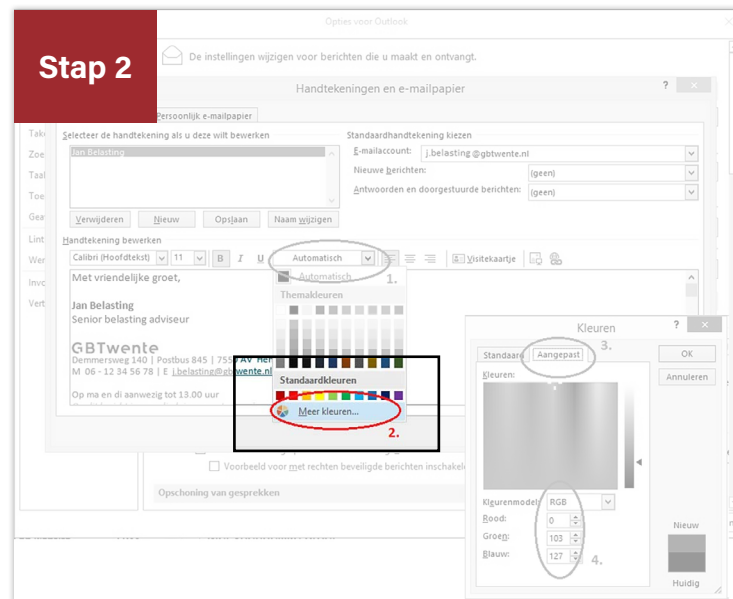 Opties voor Outlook
Stap 2
De instellingen wijzigen voor berichten die u maakt en ontvangt.
Handtekeningen en e-mailpapier
Persoonlijk e-mailpapier
Selecteer de handtekening als u deze wilt bewerken
Jan Belasting
Verwijderen Nieuw Opslaan Naam wijzigen
Standaardhandtekening kiezen
E-mailaccount: j.belasting@gbtwente.nl
Nieuwe berichten: (geen)
Antwoorden en doorgestuurde berichten: (geen)
Handtekening bewerken
Calibri (Hoofdtekst) 11 B I U Automatisch Visitekaartje
1.
Met vriendelijke groet,
Jan Belasting
Senior belasting adviseur
GBTwente
Demmersweg 140 | Postbus 845 | 7550 AV Hen
M 06 - 12 34 56 78 | E j.belasting@gbtwente.nl
Op ma en di aanwezig tot 13.00 uur
Automatisch
Themakleuren
Standaardkleuren
Meer kleuren...
2.
Voorbeeld voor met rechten beveiligde berichten inschakele
Opschoning van gesprekken
Kleuren
Standaard Aangepast
3.
OK
Annuleren
Kleuren:
Kleurenmodel: RGB
Rood: 0
Groen: 103
Blauw: 127
4.
Nieuw
Huidig